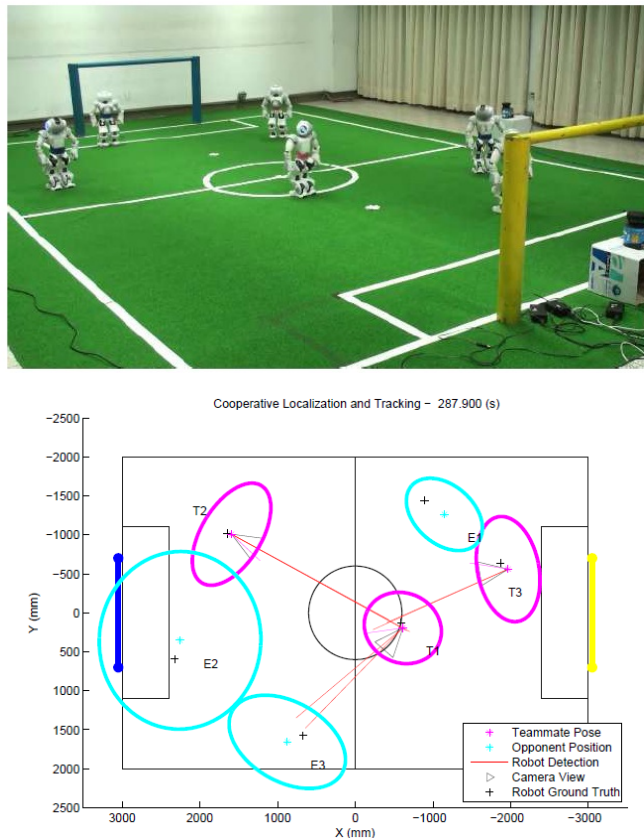 Cooperative Localization and Tracking − 287.900 (s)
−2500
−2000
−1500
−1000
−500
0
500
1000
1500
2000
2500
Y (mm)
T2
E1
T3
T1
E2
E3
Teammate Pose
Opponent Position
Robot Detection
Camera View
Robot Ground Truth
3000 2000 1000 0 −1000 −2000 −3000
X (mm)